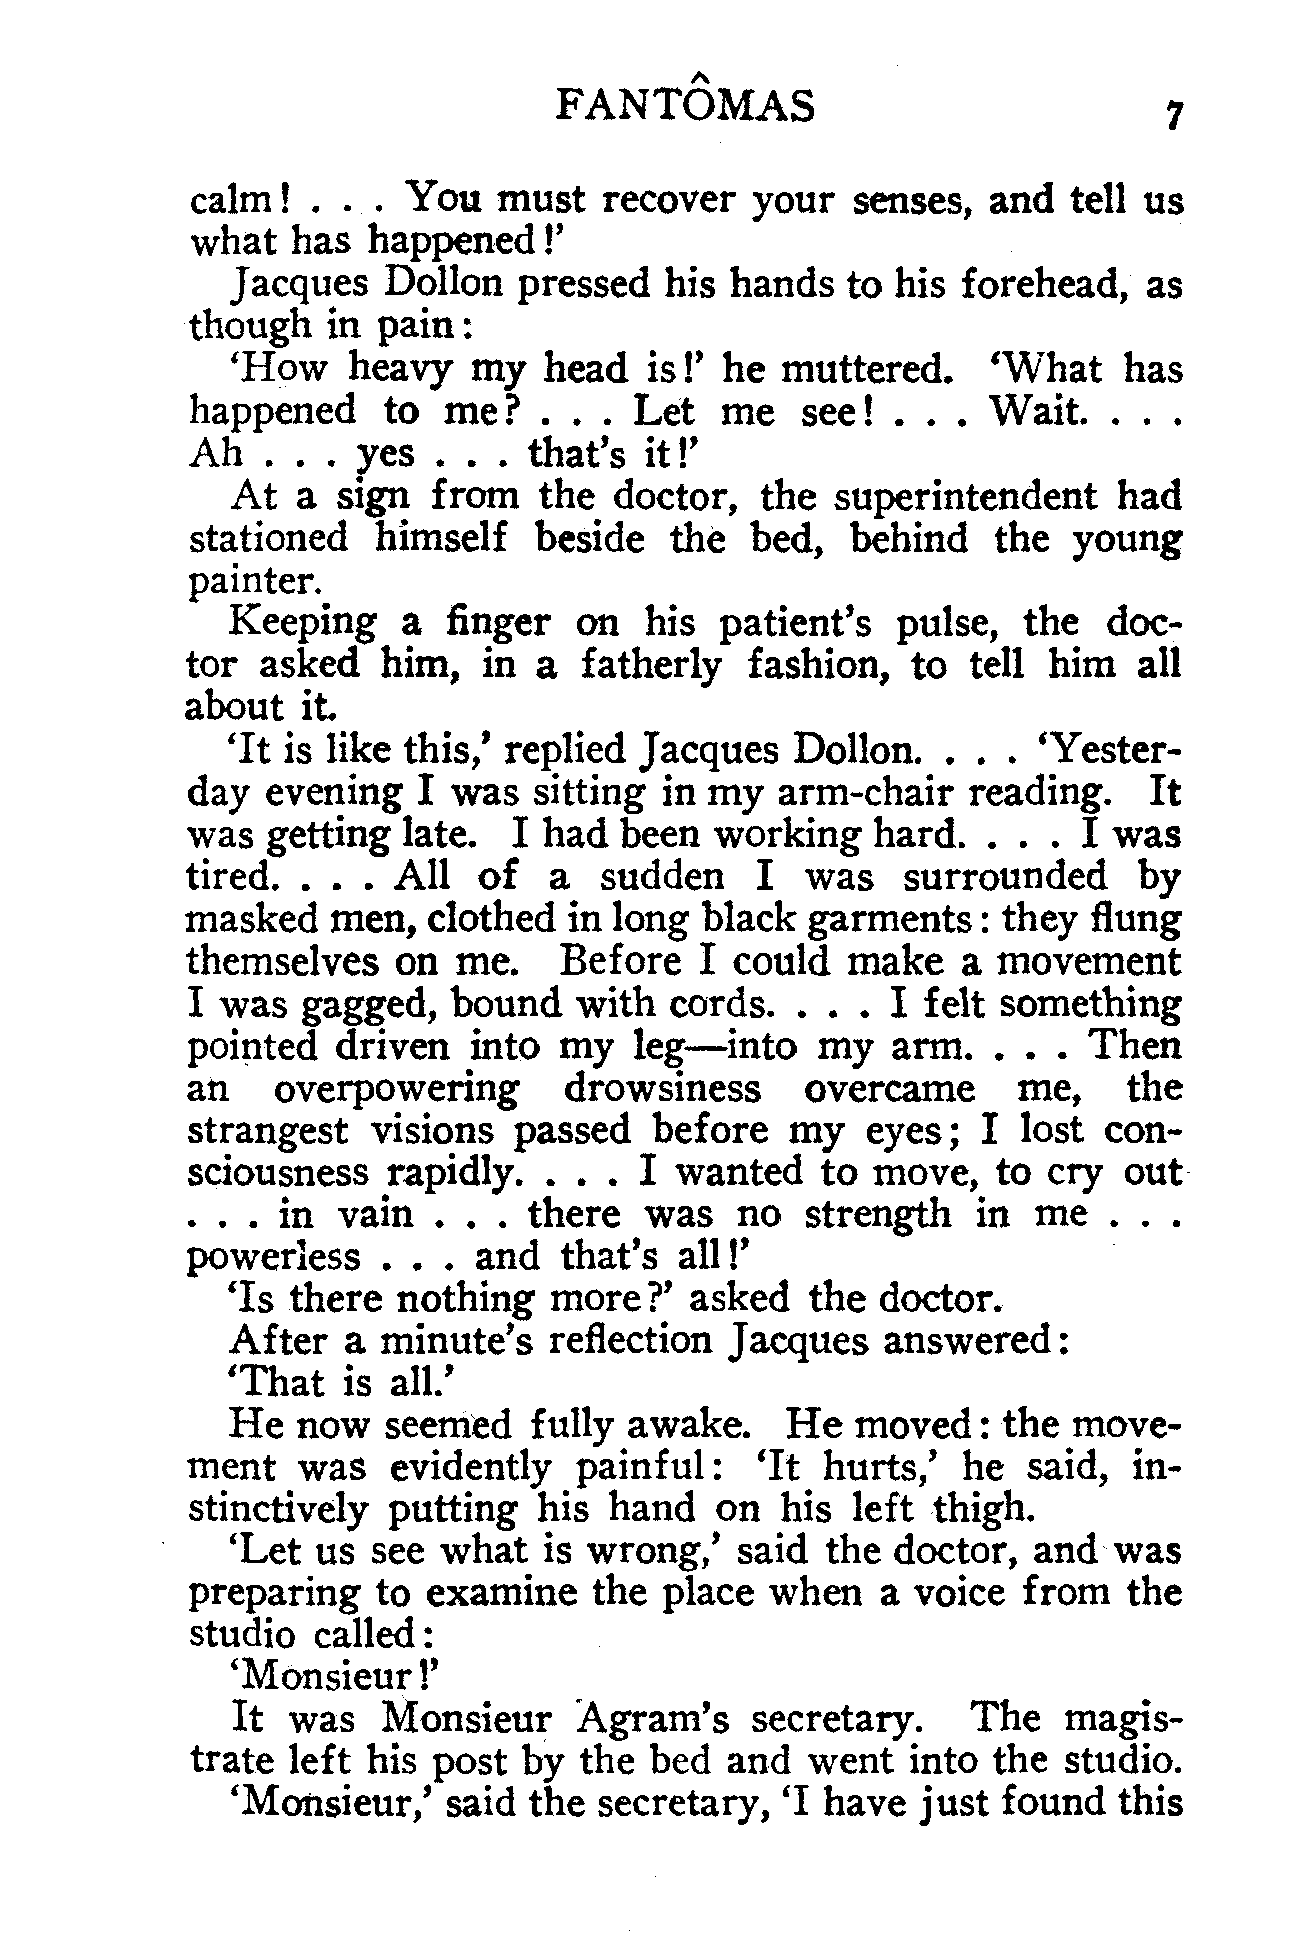 FANTÔMAS 7
calm! . . . You must recover your senses, and tell us
what has happened!’
Jacques Dollon pressed his hands to his forehead, as
though in pain:
‘How heavy my head is!’ he muttered. ‘What has
happened to me? . . . Let me see! . . . Wait. . . .
Ah . . . yes . . . that’s it!’
At a sign from the doctor, the superintendent had
stationed himself beside the bed, behind the young
painter.
Keeping a finger on his patient’s pulse, the doc-
tor asked him, in a fatherly fashion, to tell him all
about it.
‘It is like this,’ replied Jacques Dollon. . . . ‘Yester-
day evening I was sitting in my arm-chair reading. It
was getting late. I had been working hard. . . . I was
tired. . . . All of a sudden I was surrounded by
masked men, clothed in long black garments: they flung
themselves on me. Before I could make a movement
I was gagged, bound with cords. . . . I felt something
pointed driven into my leg—into my arm. . . . Then
an overpowering drowsiness overcame me, the
strangest visions passed before my eyes; I lost con-
sciousness rapidly. . . . I wanted to move, to cry out
. . . in vain . . . there was no strength in me . . .
powerless . . . and that’s all!’
‘Is there nothing more?’ asked the doctor.
After a minute’s reflection Jacques answered:
‘That is all.’
He now seemed fully awake. He moved: the move-
ment was evidently painful: ‘It hurts,’ he said, in-
stinctively putting his hand on his left thigh.
‘Let us see what is wrong,’ said the doctor, and was
preparing to examine the place when a voice from the
studio called:
‘Monsieur!’
It was Monsieur Agram’s secretary. The magis-
trate left his post by the bed and went into the studio.
‘Monsieur,’ said the secretary, ‘I have just found this